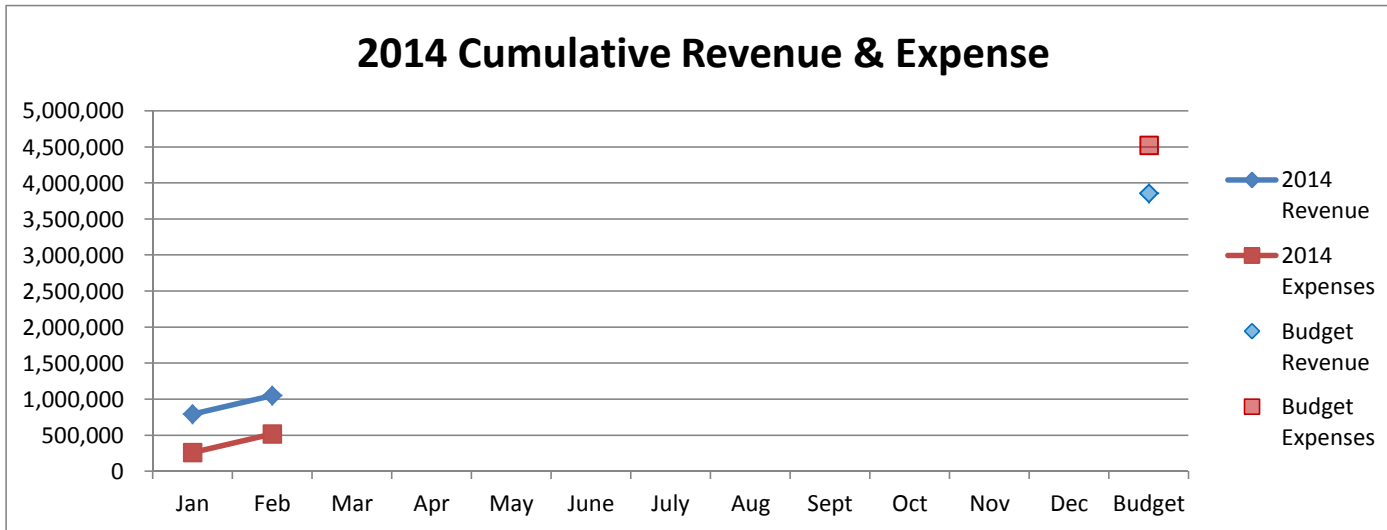 2014 Cumulative Revenue & Expense
5,000,000
4,500,000
4,000,000
3,500,000
3,000,000
2,500,000
2,000,000
1,500,000
1,000,000
500,000
0
Jan Feb Mar Apr May June July Aug Sept Oct Nov Dec Budget
2014
Revenue
2014
Expenses
Budget
Revenue
Budget
Expenses